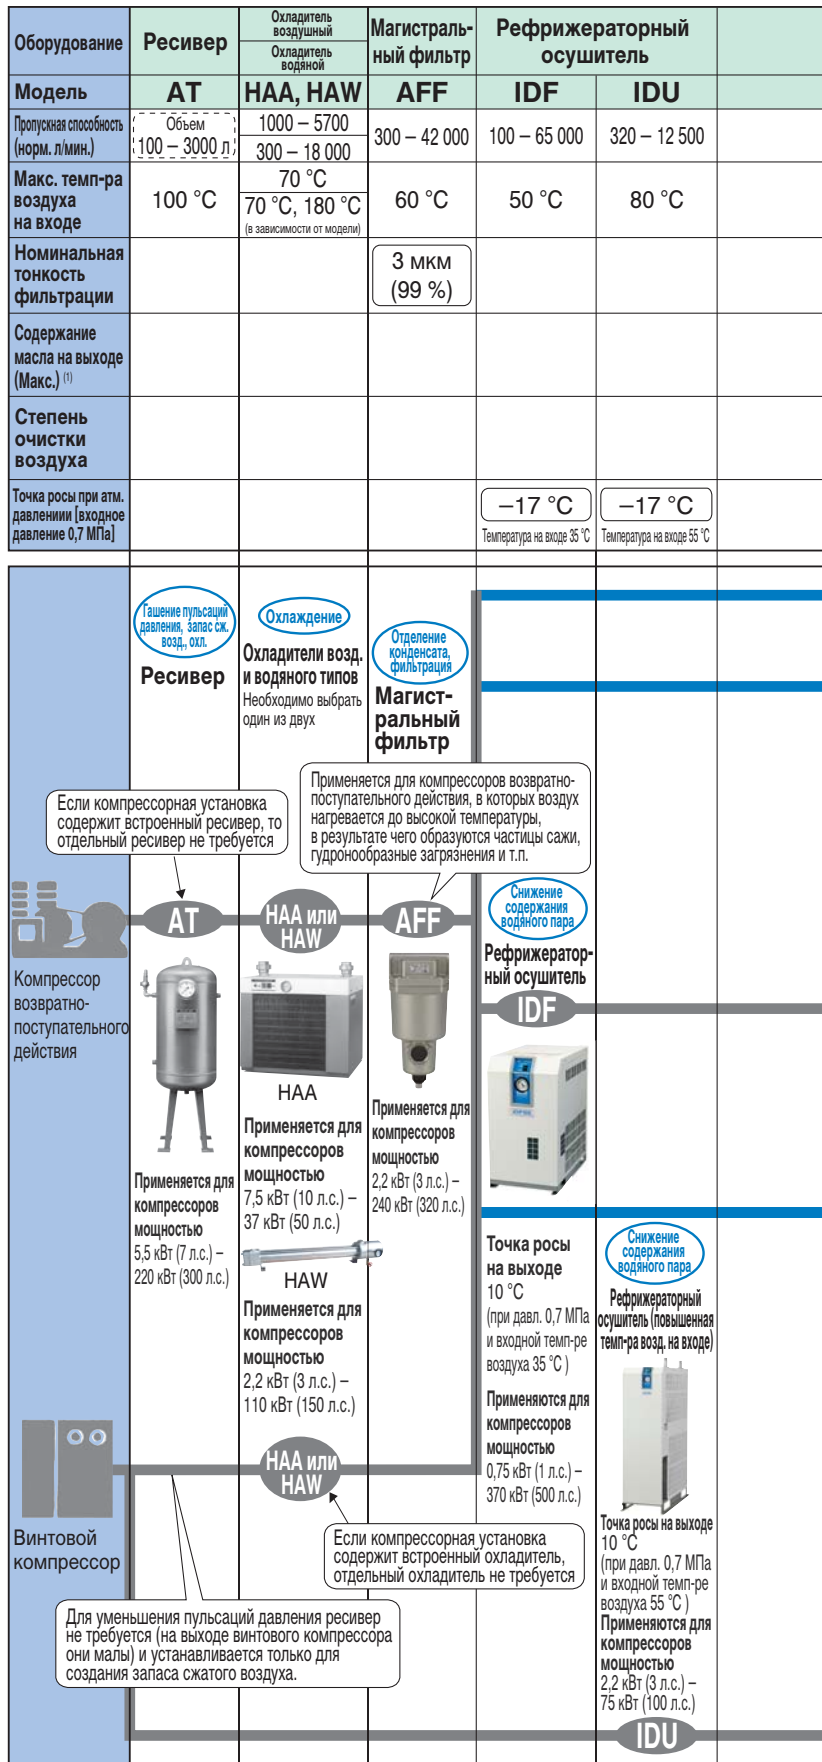 Оборудование
Ресивер
Охладитель
воздушный
Охладитель
водяной
Магистраль-
ный фильтр
Рефрижераторный
осушитель
Модель
AT
HAA, HAW
AFF
IDF
IDU
Пропускная способность
(норм. л/мин.)
Объем
100 – 3000 л
1000 – 5700
300 – 18 000
300 – 42 000
100 – 65 000
320 – 12 500
Макс. темп-ра
воздуха
на входе
100 °C
70 °C
70 °C, 180 °C
(в зависимости от модели)
60 °C
50 °C
80 °C
Номинальная
тонкость
фильтрации
3 мкм
(99 %)
Содержание
масла на выходе
(Макс.) (1)
Степень
очистки
воздуха
Точка росы при атм.
давлениии [входное
давление 0,7 МПа]
–17 °C
Температура на входе 35 °C
–17 °C
Температура на входе 55 °C
Гашение пульсаций
давления, запас сж.
возд., охл.
Ресивер
Охлаждение
Охладители возд.
и водяного типов
Необходимо выбрать
один из двух
Отделение
конденсата,
фильтрация
Магист-
ральный
фильтр
Если компрессорная установка
содержит встроенный ресивер, то
отдельный ресивер не требуется
Применяется для компрессоров возвратно-
поступательного действия, в которых воздух
нагревается до высокой температуры,
в результате чего образуются частицы сажи,
гудронообразные загрязнения и т.п.
AT
HAA или
HAW
AFF
Снижение
содержания
водяного пара
Рефрижератор-
ный осушитель
IDF
Компрессор
возвратно-
поступательного
действия
HAA
Применяется для
компрессоров
мощностью
5,5 кВт (7 л.с.) –
220 кВт (300 л.с.)
Применяется для
компрессоров
мощностью
7,5 кВт (10 л.с.) –
37 кВт (50 л.с.)
HAW
Применяется для
компрессоров
мощностью
2,2 кВт (3 л.с.) –
110 кВт (150 л.с.)
Применяется для
компрессоров
мощностью
2,2 кВт (3 л.с.) –
240 кВт (320 л.с.)
Точка росы
на выходе
10 °C
(при давл. 0,7 МПа
и входной темп-ре
воздуха 35 °C )
Применяются для
компрессоров
мощностью
0,75 кВт (1 л.с.) –
370 кВт (500 л.с.)
Снижение
содержания
водяного пара
Рефрижераторный
осушитель (повышенная
темп-ра возд. на входе)
HAA или
HAW
Винтовой
компрессор
Если компрессорная установка
содержит встроенный охладитель,
отдельный охладитель не требуется
Точка росы на выходе
10 °C
(при давл. 0,7 МПа
и входной темп-ре
воздуха 55 °C )
Применяются для
компрессоров
мощностью
2,2 кВт (3 л.с.) –
75 кВт (100 л.с.)
Для уменьшения пульсаций давления ресивер
не требуется (на выходе винтового компрессора
они малы) и устанавливается только для
создания запаса сжатого воздуха.
IDU